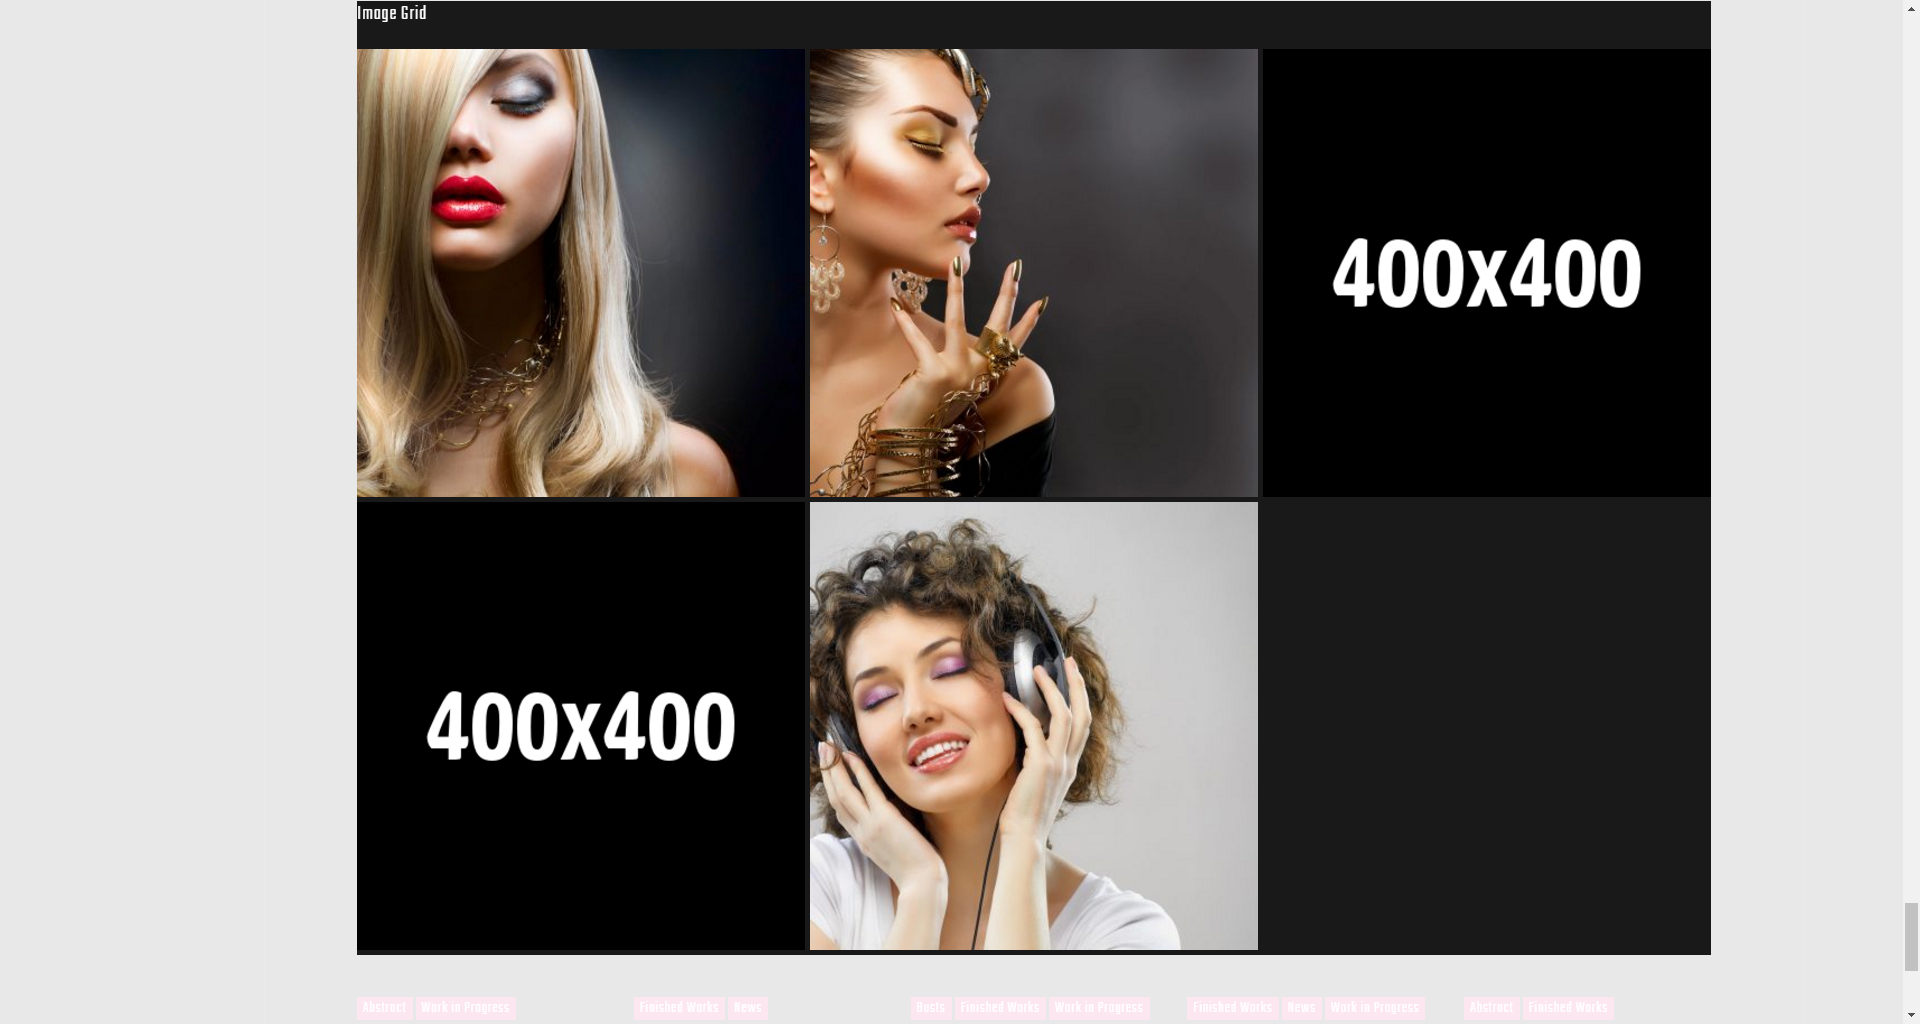 Image Grid
400x400
400x400
Abstract Work in Progress Finished Works News Busts Finished Works Work in Progress Finished Works News Work in Progress Abstract Finished Works